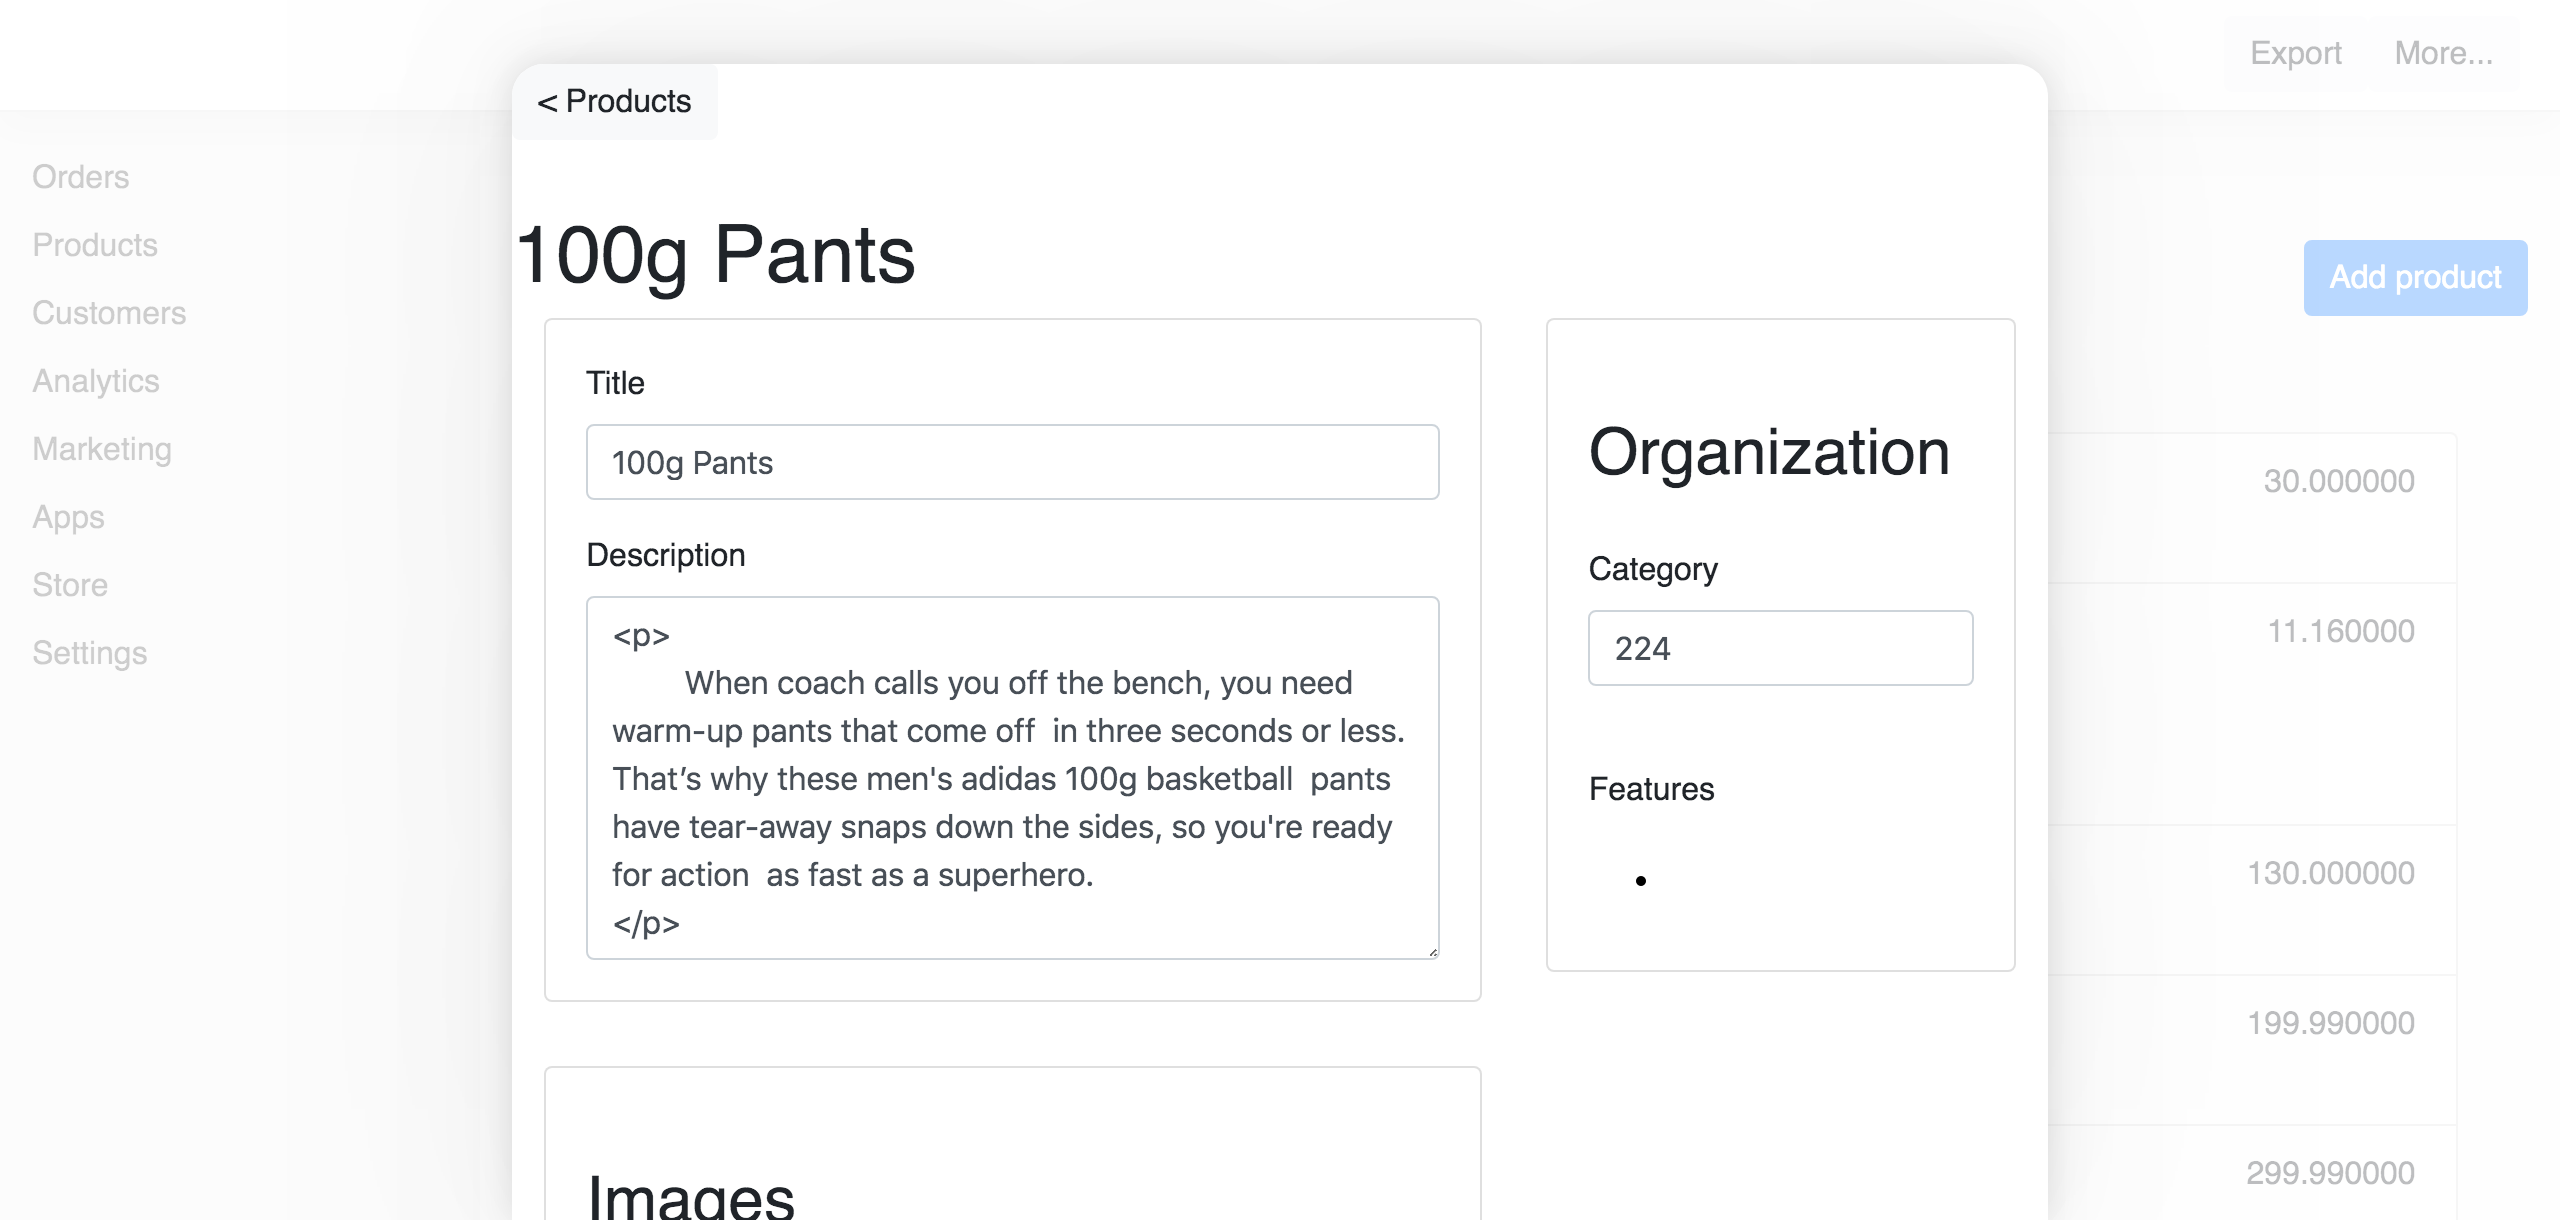 Export
More...
< Products
Orders
Products
Customers
Analytics
Marketing
Apps
Store
Settings
100g Pants
Title
100g Pants
Description
<p>
When coach calls you off the bench, you need
warm-up pants that come off  in three seconds or less.
That’s why these men's adidas 100g basketball  pants
have tear-away snaps down the sides, so you're ready
for action  as fast as a superhero.
</p>
Images
Organization
Category
224
Features
•
Add product
30.000000
11.160000
130.000000
199.990000
299.990000